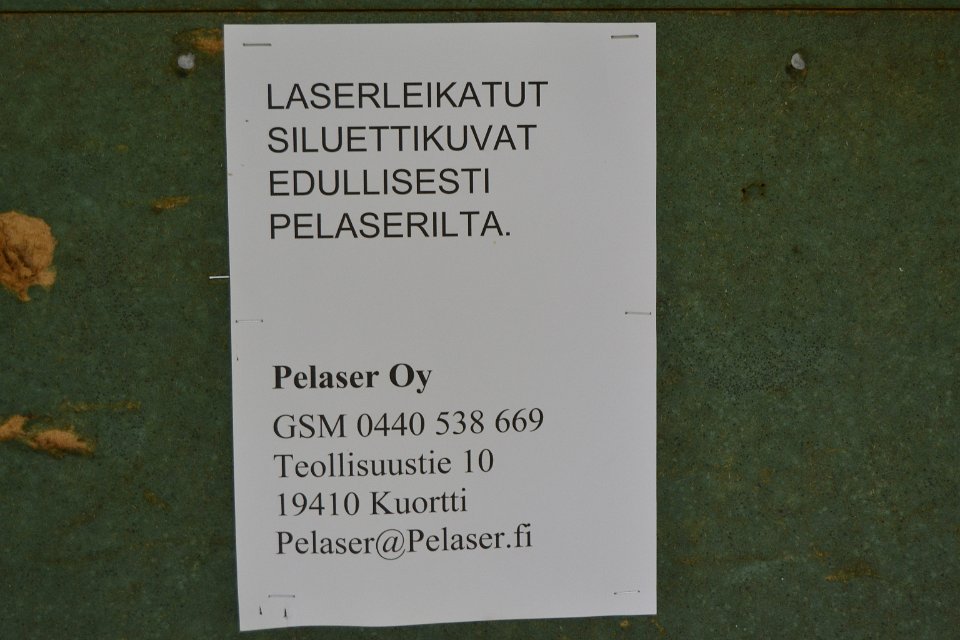 LASERLEIKATUT
SILUETTIKUVAT
EDULLISESTI
PELASERILTA.
Pelaser Oy
GSM 0440 538 669
Teollisuustie 10
19410 Kuortti
Pelaser@Pelaser.fi